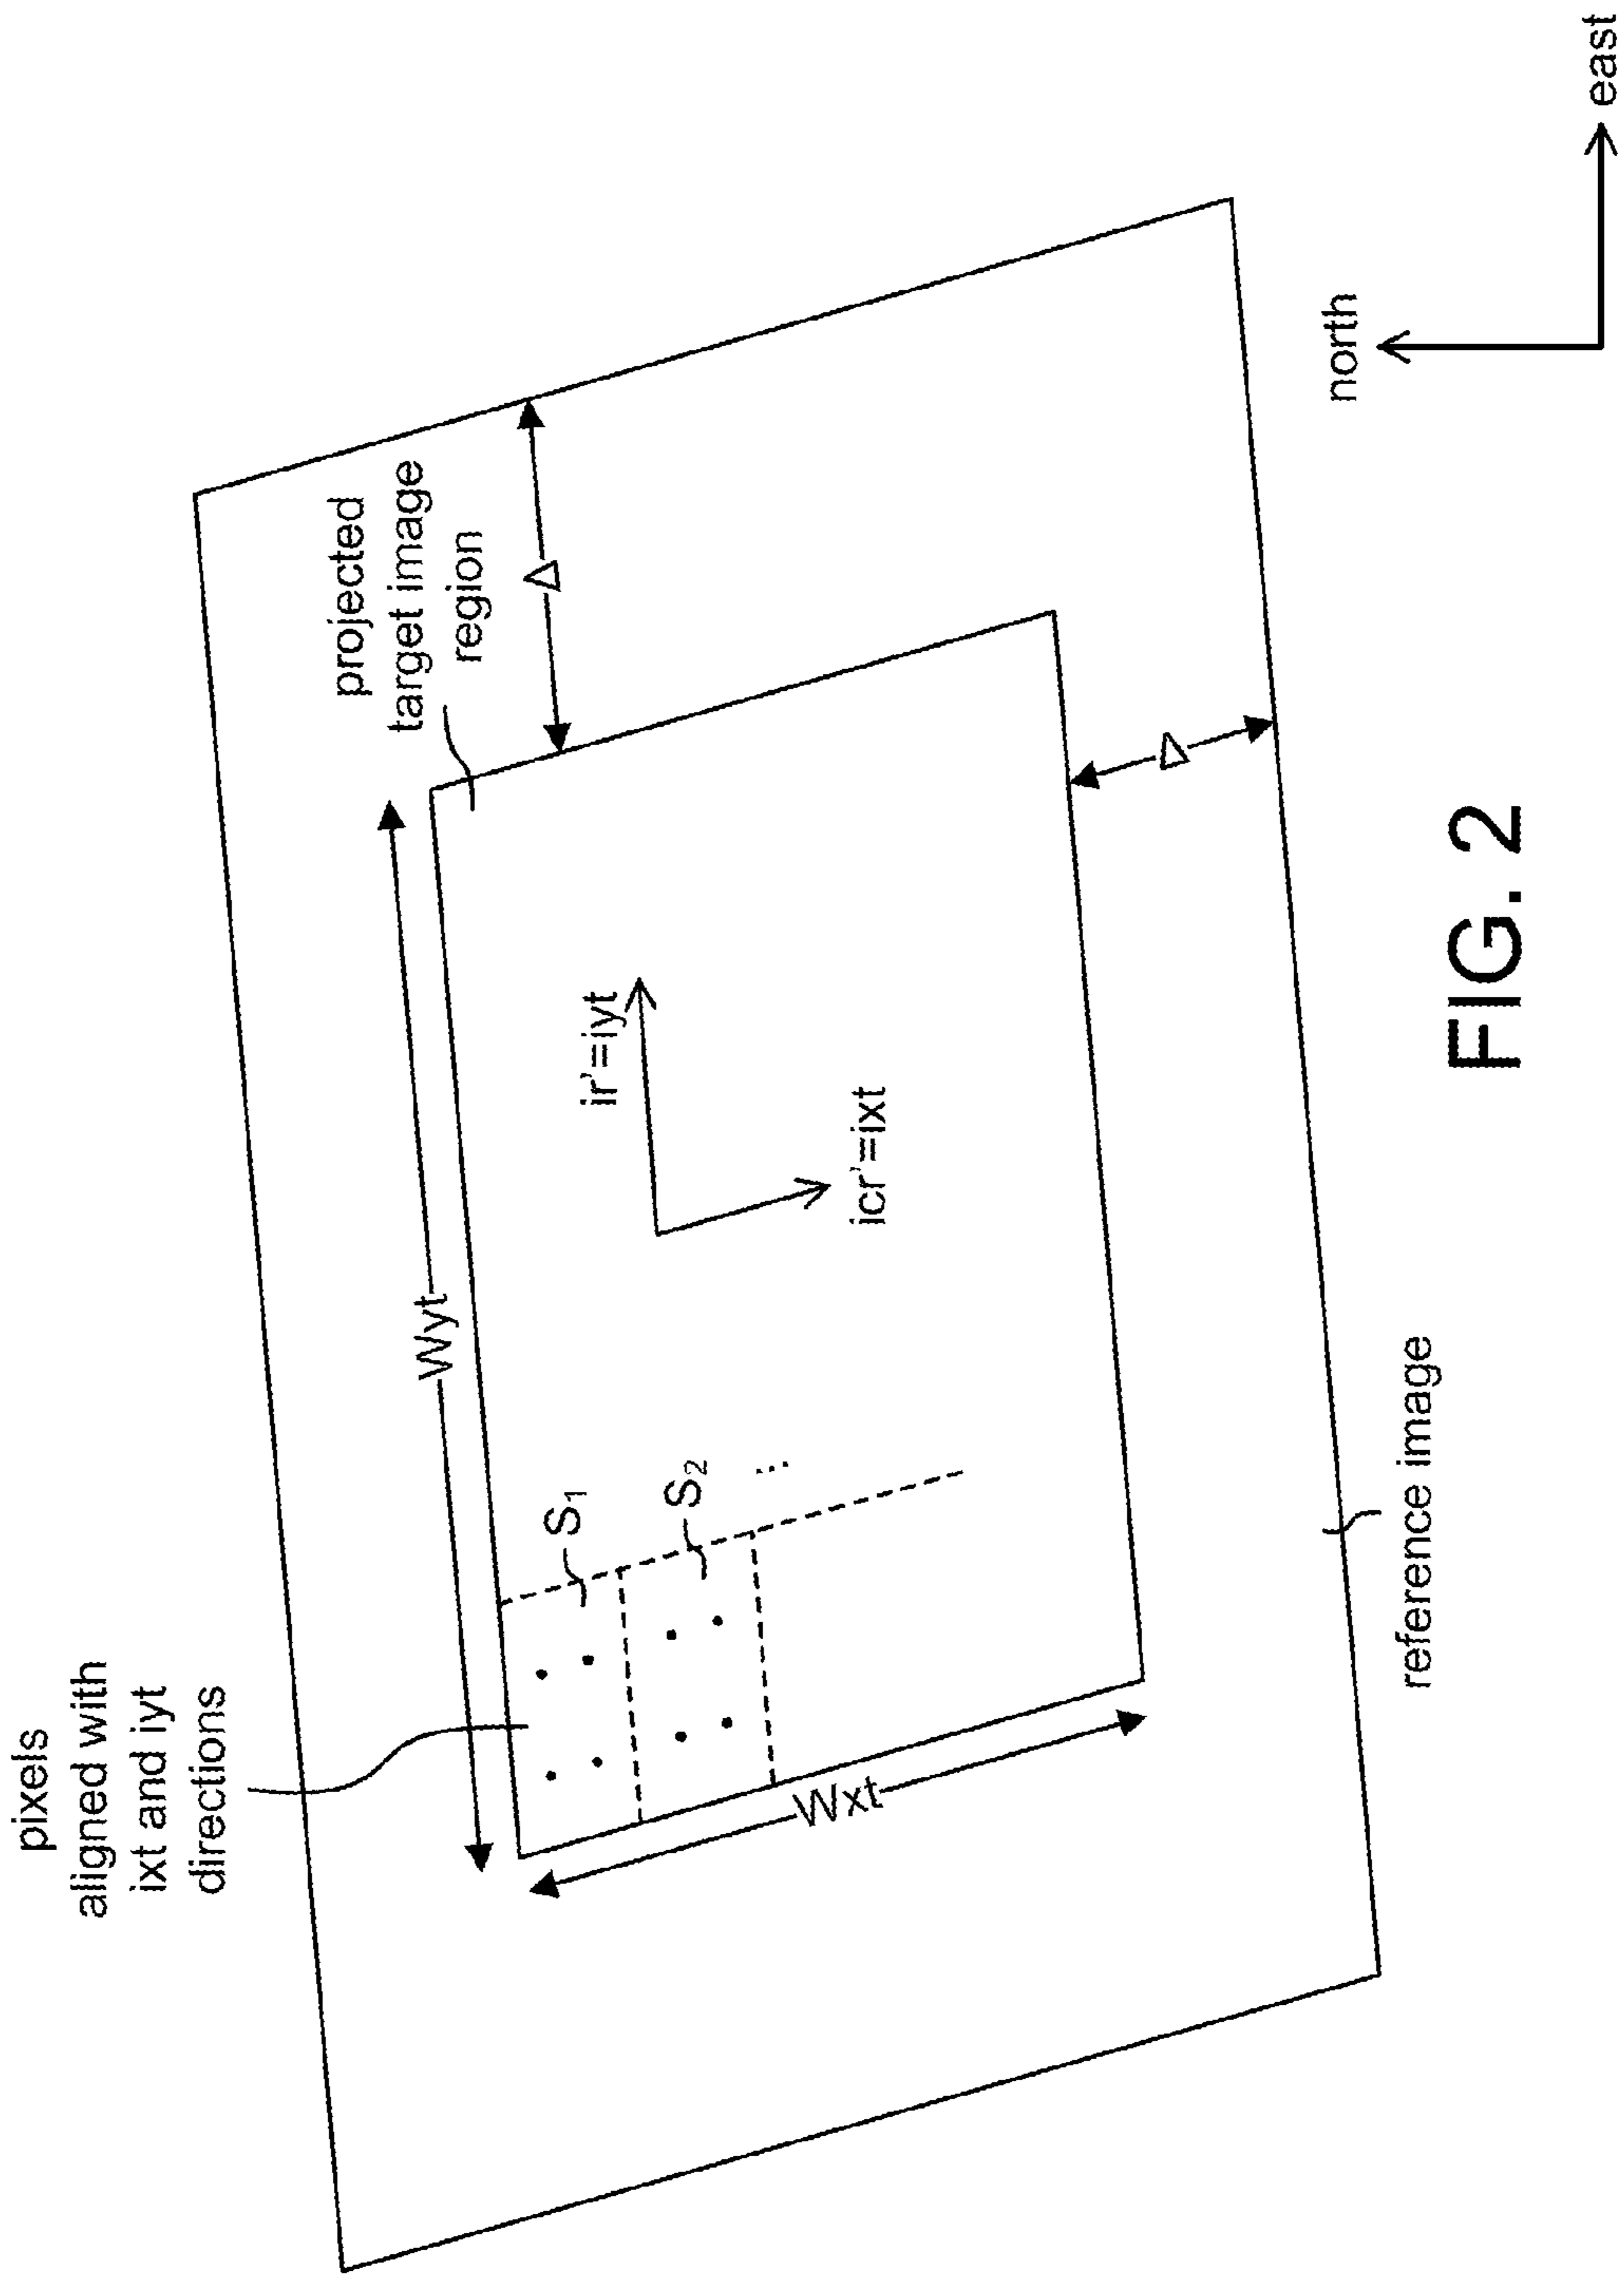 pixels
aligned with
ixt and iyt
directions
projected
target image
region
Wyt
Δ
S1
S2
...
ir'=iyt
icr'=ixt
Wxt
Δ
reference image
north
east
FIG. 2